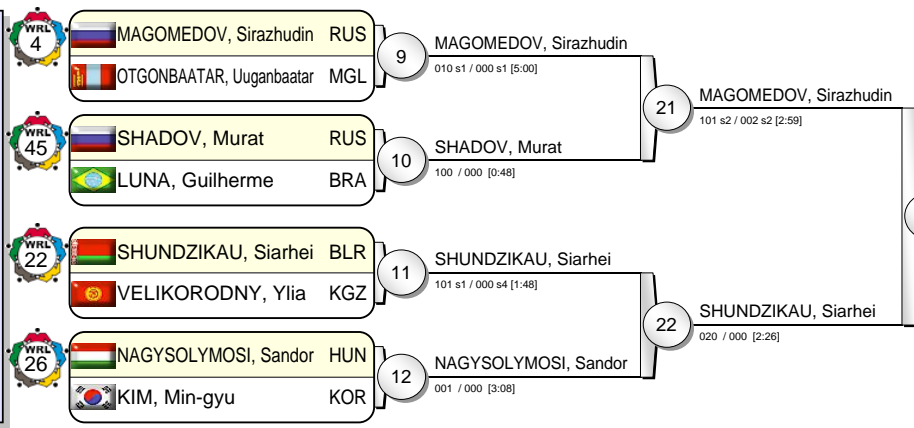 WRL
4
MAGOMEDOV, Sirazhudin RUS
OTGONBAATAR, Uuganbaatar MGL
9
MAGOMEDOV, Sirazhudin
010 s1 / 000 s1 [5:00]
WRL
45
SHADOV, Murat RUS
LUNA, Guilherme BRA
10
SHADOV, Murat
100 / 000 [0:48]
21
MAGOMEDOV, Sirazhudin
101 s2 / 002 s2 [2:59]
WRL
22
SHUNDZIKAU, Siarhei BLR
VELIKORODNY, Ylia KGZ
11
SHUNDZIKAU, Siarhei
101 s1 / 000 s4 [1:48]
WRL
26
NAGYSOLYMOSI, Sandor HUN
KIM, Min-gyu KOR
12
NAGYSOLYMOSI, Sandor
001 / 000 [3:08]
22
SHUNDZIKAU, Siarhei
020 / 000 [2:26]